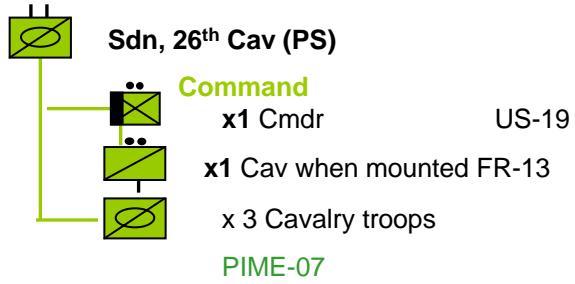 Sdn, 26th Cav (PS)
Command
x1 Cmdr US-19
x1 Cav when mounted FR-13
x 3 Cavalry troops
PIME-07